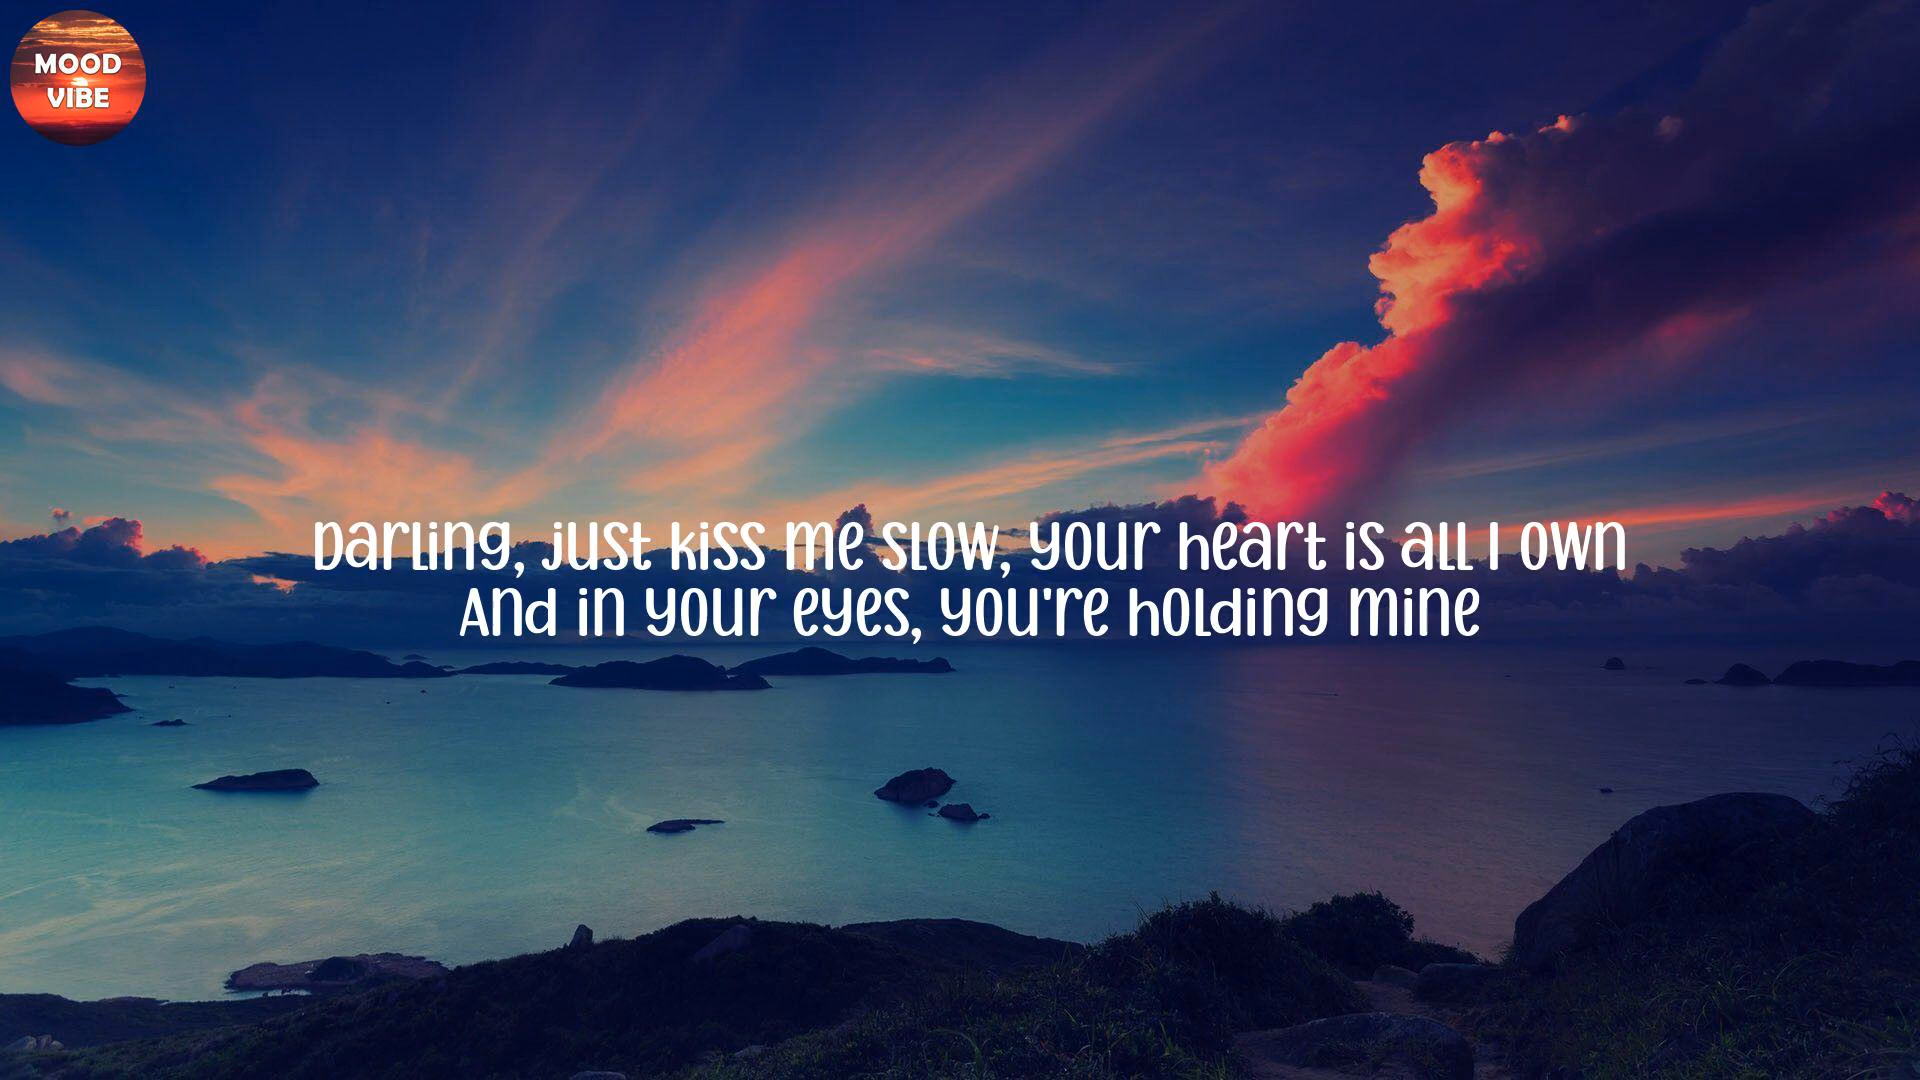 MOOD
VIBE
Darling, just kiss me slow, your heart is all I own
And in your eyes, you're holding mine